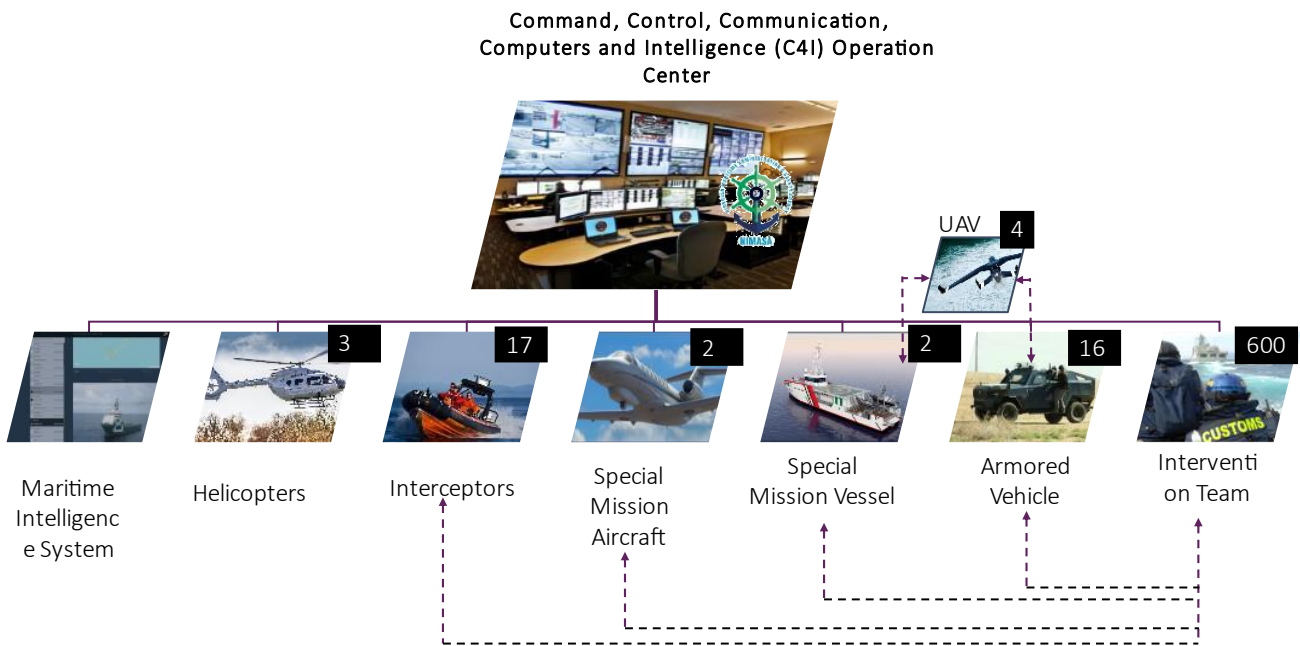 Command, Control, Communication,
Computers and Intelligence (C4I) Operation
Center
NIMASA
UAV
4
3
17
2
2
16
600
CUSTOMS
Maritime
Intelligenc
e System
Helicopters
Interceptors
Special
Mission
Aircraft
Special
Mission Vessel
Armored
Vehicle
Interventi
on Team